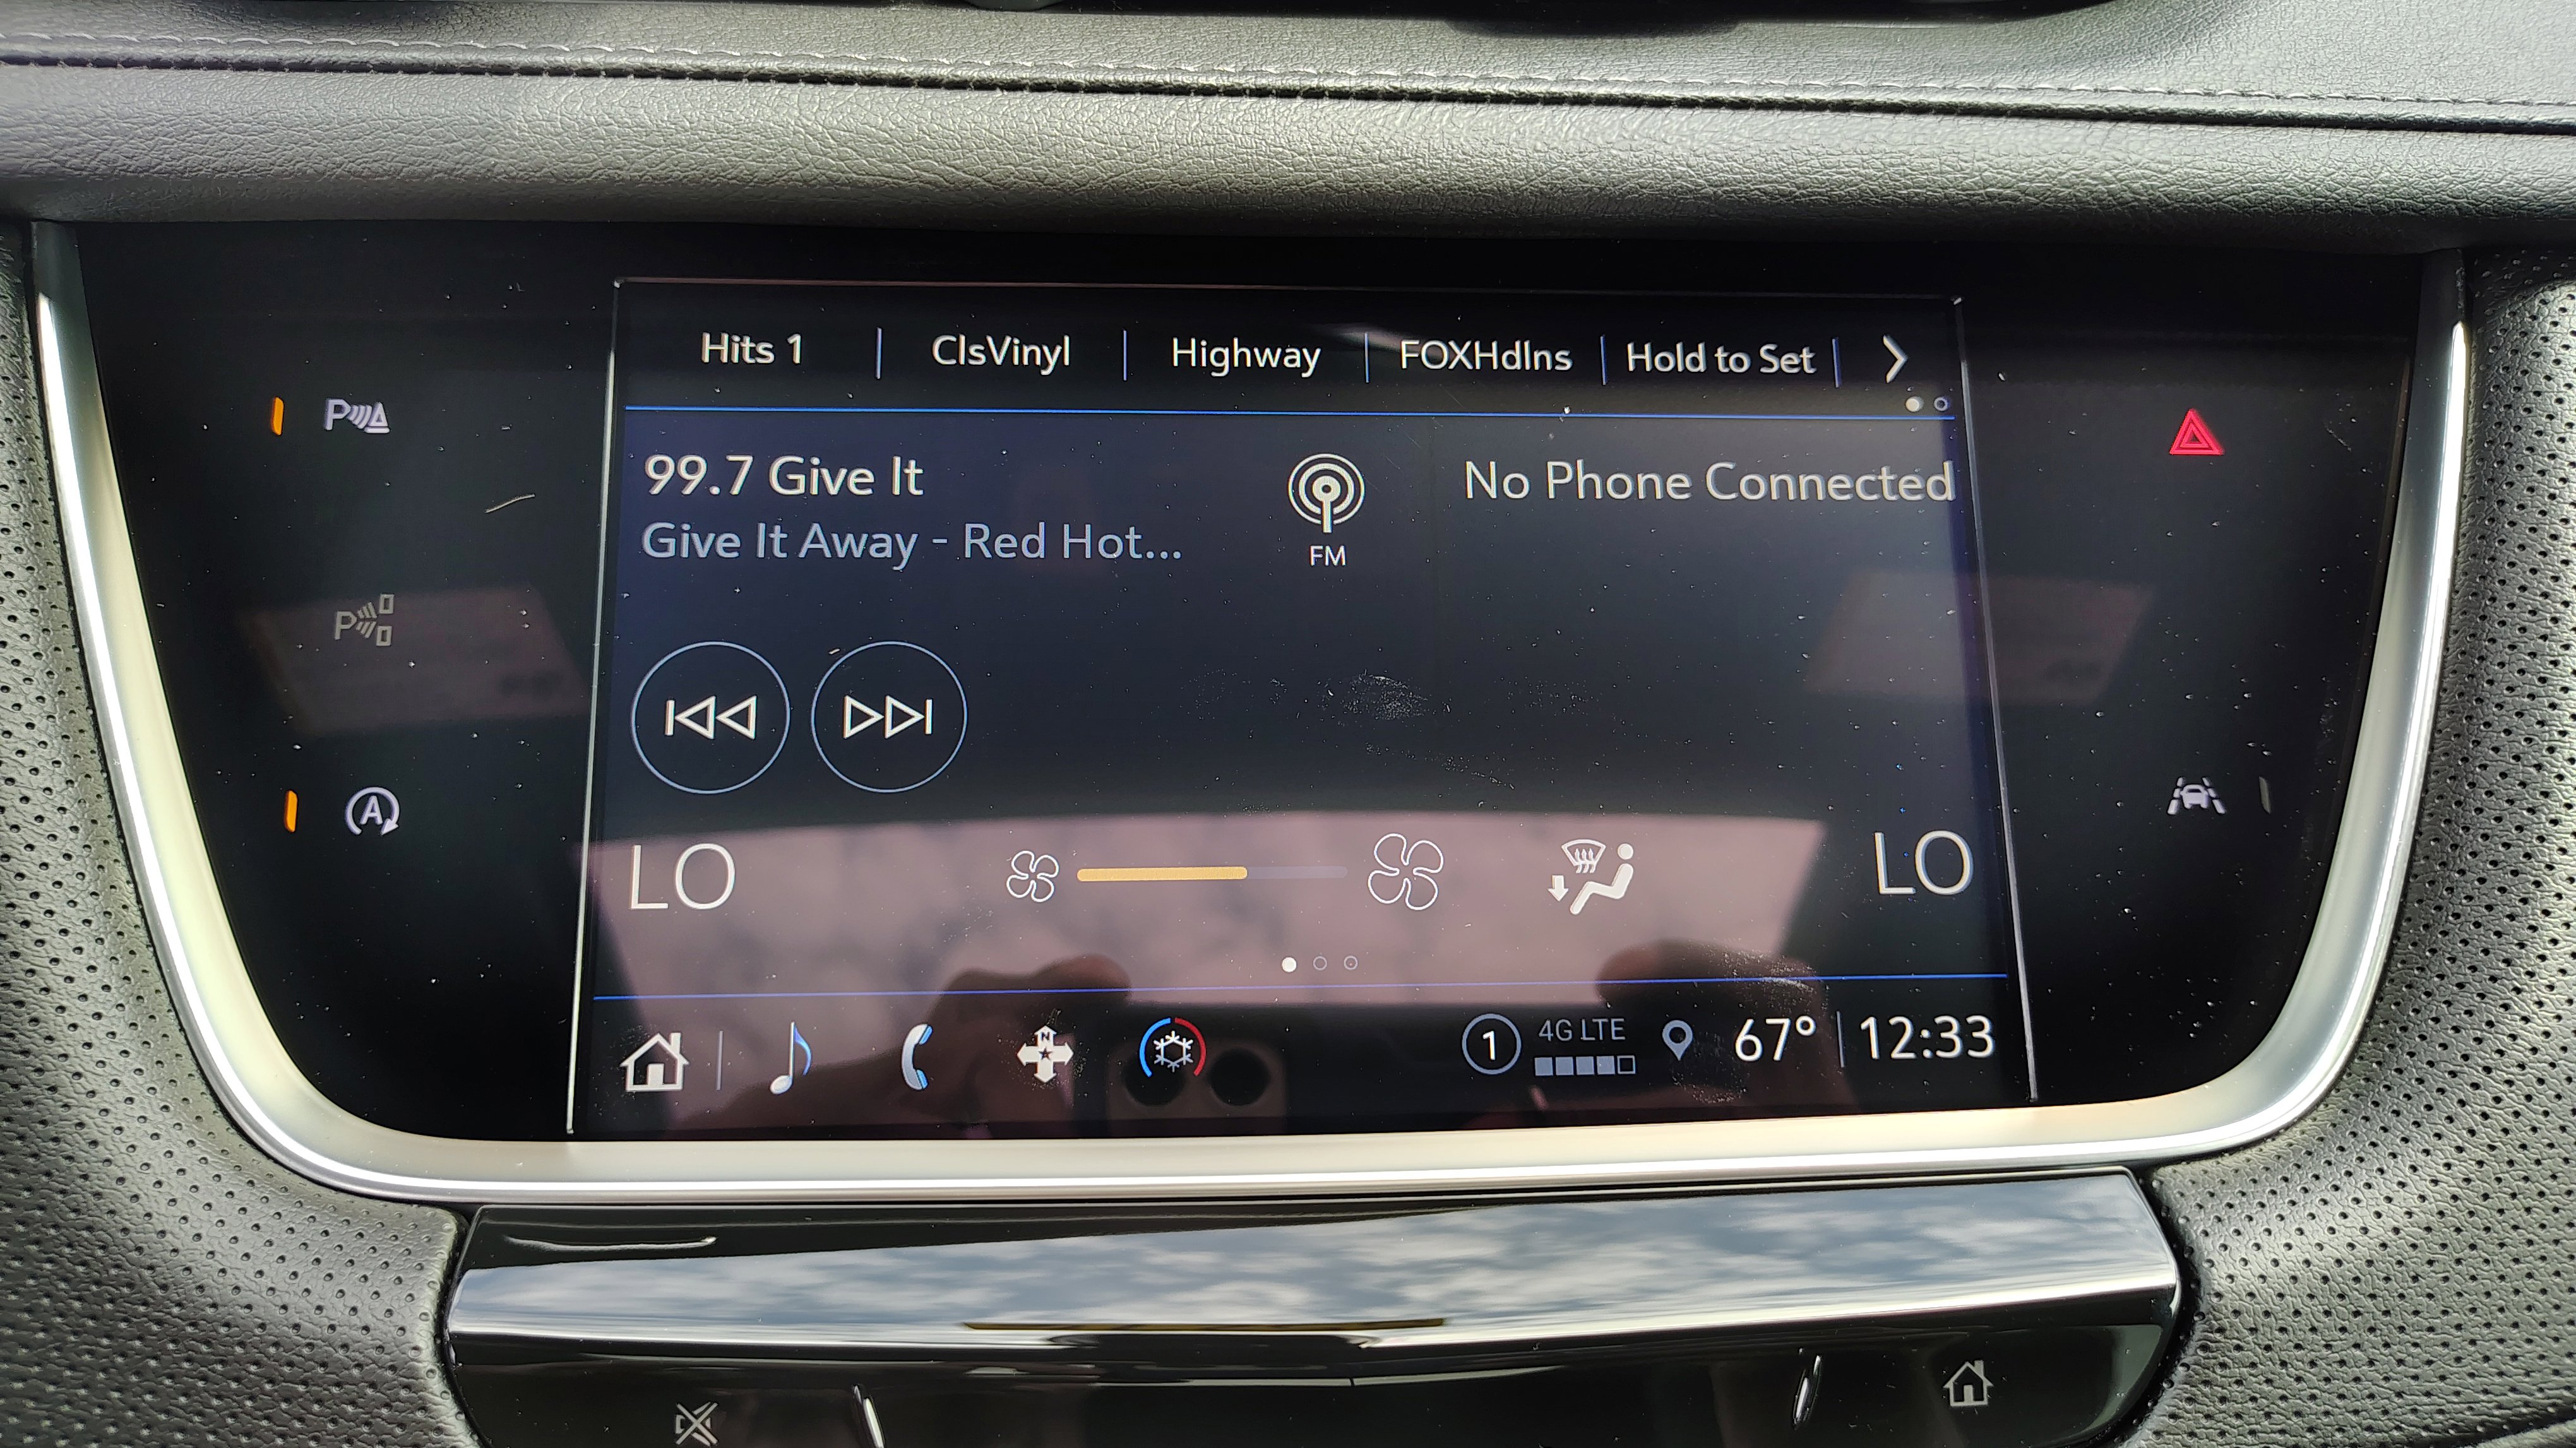 Hits 1
ClsVinyl
Highway
FOXHdlns
Hold to Set
99.7 Give It
Give It Away - Red Hot...
FM
No Phone Connected
P
P
A
LO
LO
N
1
4G LTE
67°
12:33